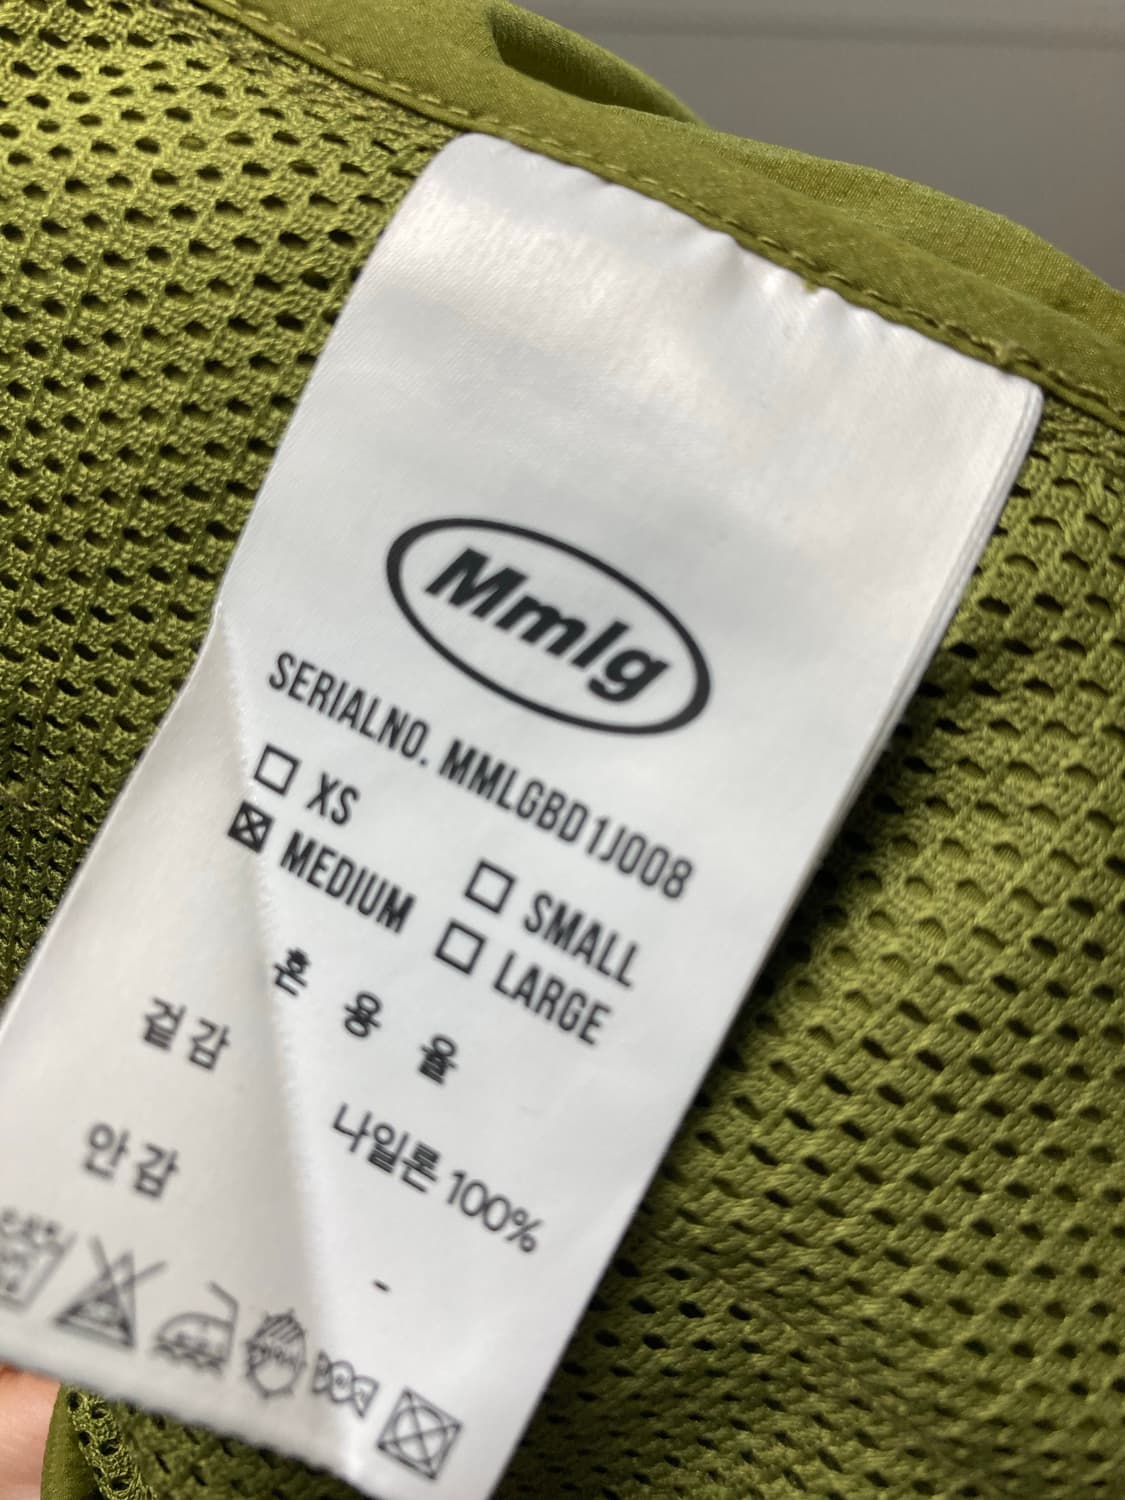 Mmlg
SERIALNO. MMLGBD1J008
XS SMALL
MEDIUM LARGE
혼 용 율
겉감 나일론 100%
안감 -